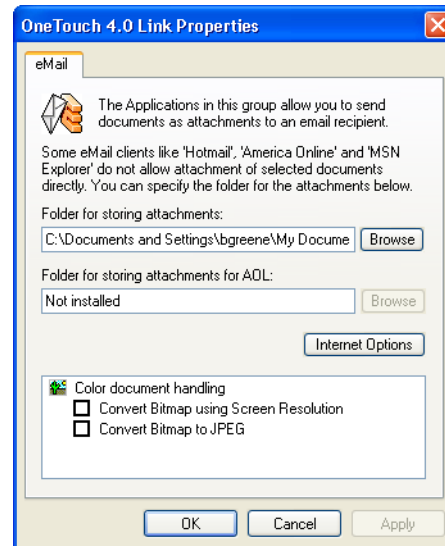 OneTouch 4.0 Link Properties
eMail
The Applications in this group allow you to send
documents as attachments to an email recipient.
Some eMail clients like 'Hotmail', 'America Online' and 'MSN
Explorer' do not allow attachment of selected documents
directly. You can specify the folder for the attachments below.
Folder for storing attachments:
C:\Documents and Settings\bgreene\My Docume Browse
Folder for storing attachments for AOL:
Not installed Browse
Internet Options
Color document handling
Convert Bitmap using Screen Resolution
Convert Bitmap to JPEG
OK Cancel Apply